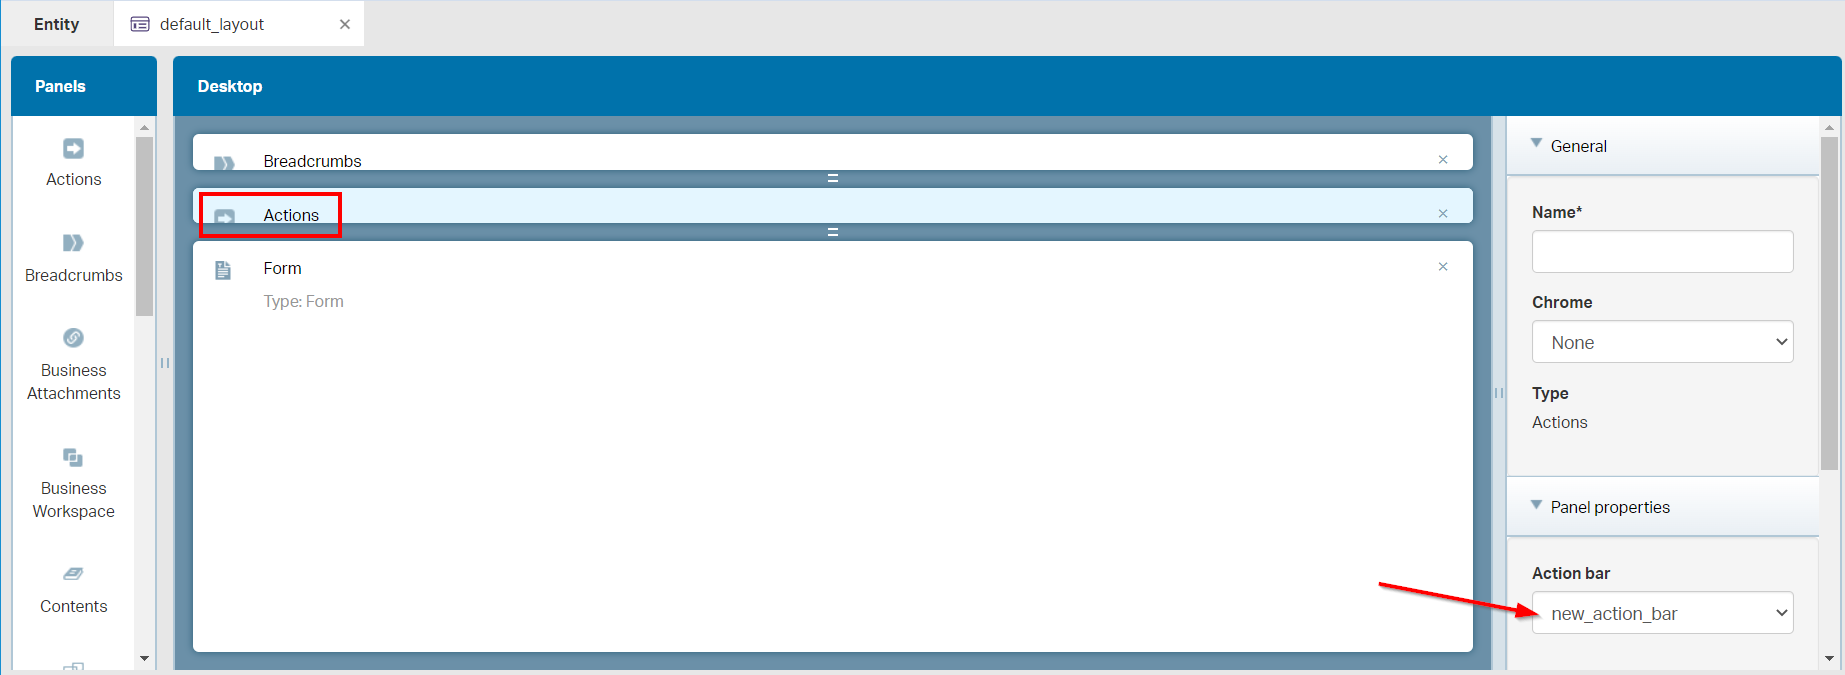 Entity
default_layout
Panels
Desktop
Actions
Breadcrumbs
Business
Attachments
Business
Workspace
Contents
Breadcrumbs
Actions
Form
Type: Form
General
Name*
Chrome
None
Type
Actions
Panel properties
Action bar
new_action_bar